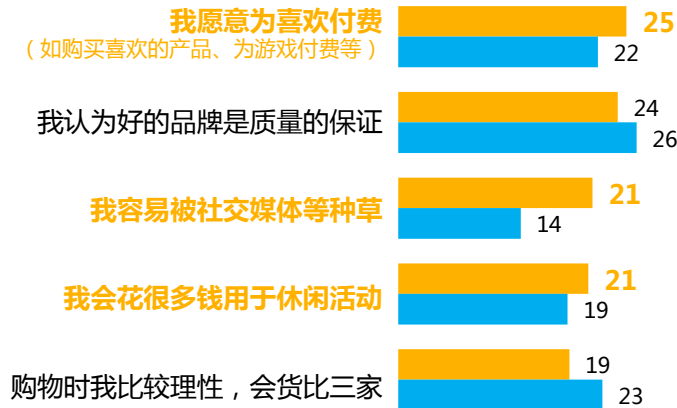 我愿意为喜欢付费
（如购买喜欢的产品、为游戏付费等）
25
22
我认为好的品牌是质量的保证
24
26
我容易被社交媒体等种草
21
14
我会花很多钱用于休闲活动
21
19
购物时我比较理性，会货比三家
19
23